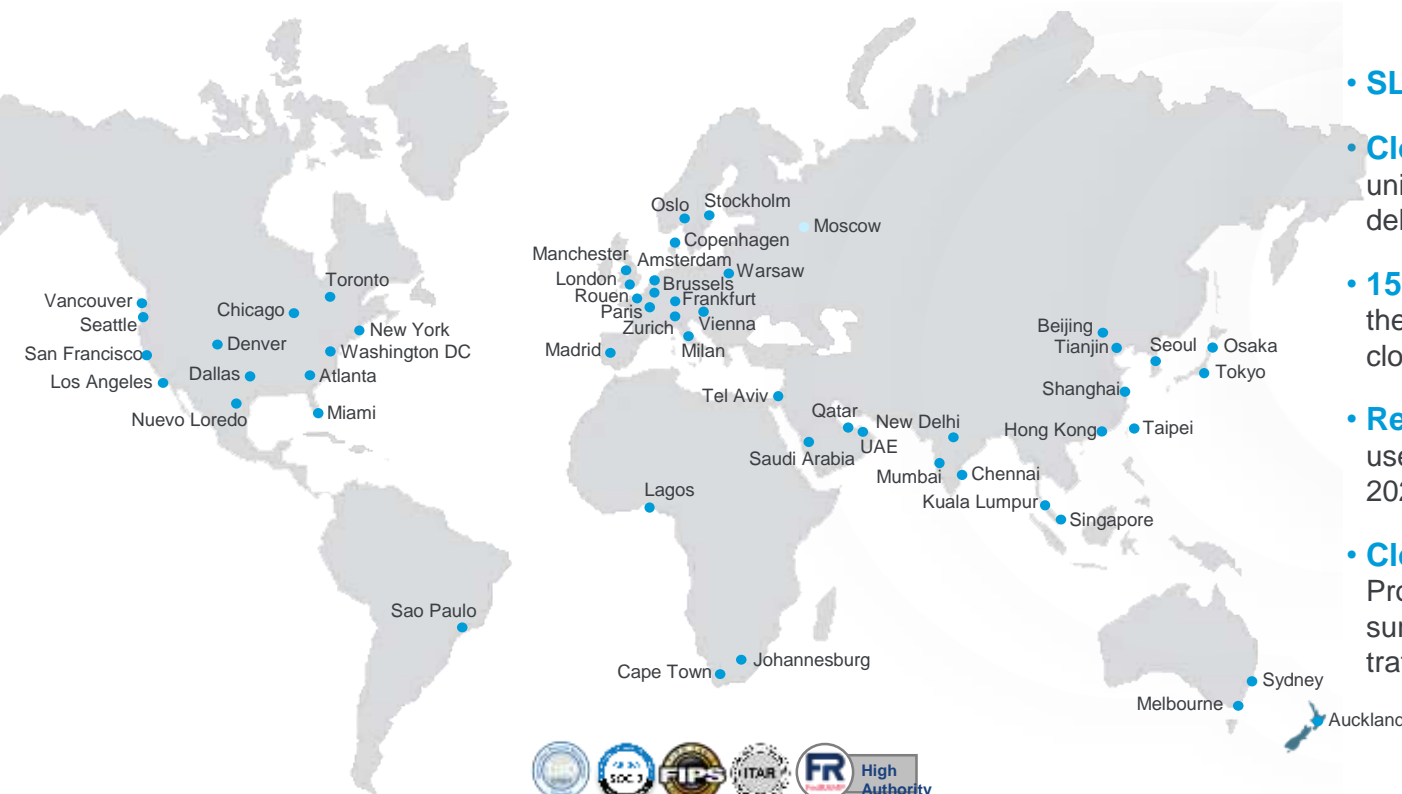 Oslo
Stockholm
Moscow
Copenhagen
Manchester
Amsterdam
Warsaw
London
Brussels
Rouen
Frankfurt
Paris
Vienna
Zurich
Madrid
Milan
Toronto
Vancouver
Chicago
Seattle
New York
Denver
San Francisco
Washington DC
Los Angeles
Dallas
Atlanta
Nuevo Loredo
Miami
Beijing
Tianjin
Seoul
Osaka
Tokyo
Shanghai
Tel Aviv
Qatar
New Delhi
UAE
Hong Kong
Taipei
Saudi Arabia
Mumbai
Chennai
Lagos
Kuala Lumpur
Singapore
Sao Paulo
Cape Town
Johannesburg
Sydney
Melbourne
Auckland
• SL
• Cl
uni
del
• 15
the
clo
• Re
use
202
• Cl
Pro
sur
tra
FIPS
ITAR
FR
High
Authority